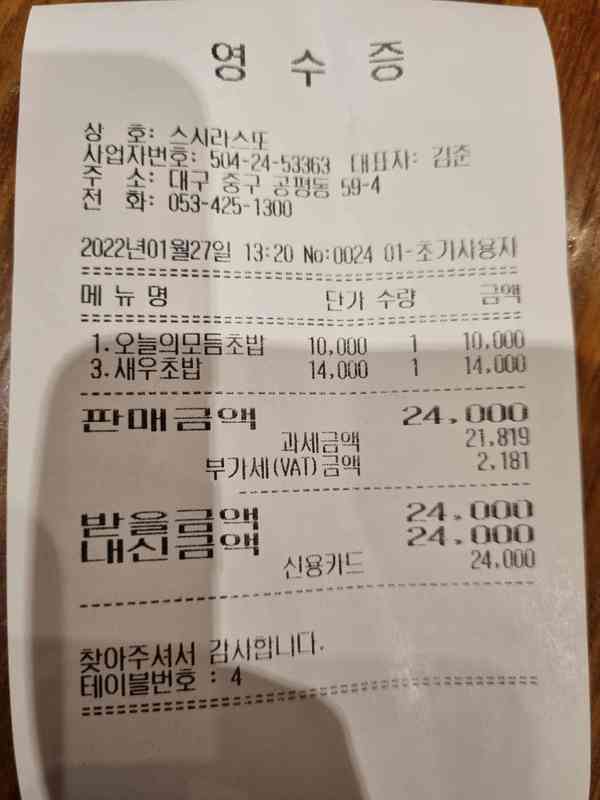 영 수 증
상 호: 스시라스또
사업자번호: 504-24-53363 대표자: 김준
주 소: 대구 중구 공평동 59-4
전 화: 053-425-1300
2022년01월27일 13:20 No:0024 01-초기사용자
메 뉴 명 단가 수량 금액
1.오늘의모듬초밥 10,000 1 10,000
3.새우초밥 14,000 1 14,000
판매금액 24,000
과세금액 21,819
부가세(VAT)금액 2,181
받을금액 24,000
내신금액 24,000
신용카드 24,000
찾아주셔서 감사합니다.
테이블번호 : 4